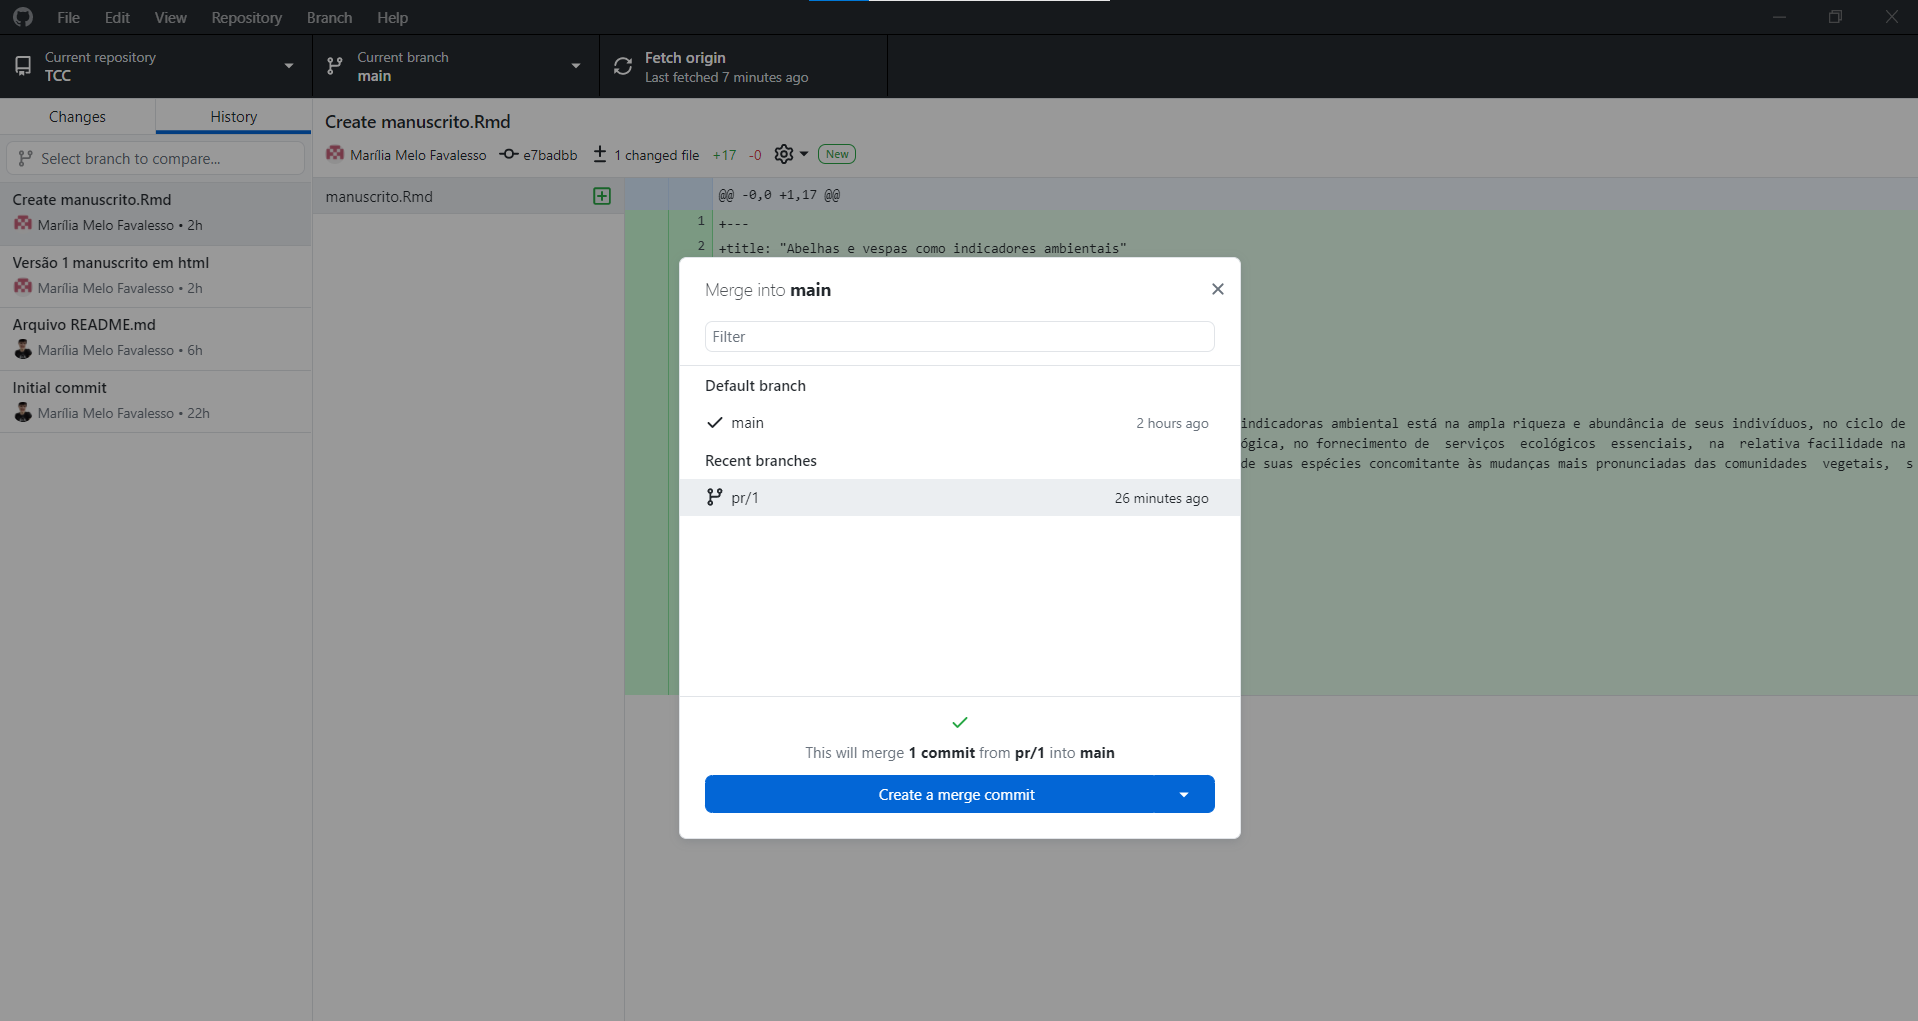 File Edit View Repository Branch Help
Current repository
TCC
Current branch
main
Fetch origin
Last fetched 7 minutes ago
Changes
History
Select branch to compare...
Create manuscrito.Rmd
Marília Melo Favalesso • 2h
Versão 1 manuscrito em html
Marília Melo Favalesso • 2h
Arquivo README.md
Marília Melo Favalesso • 6h
Initial commit
Marília Melo Favalesso • 22h
Create manuscrito.Rmd
Marília Melo Favalesso e7badbb 1 changed file +17 -0 New
manuscrito.Rmd
@@ -0,0 +1,17 @@
1 +---
2 +title: "Abelhas e vespas como indicadores ambientais"
indicadoras ambiental está na ampla riqueza e abundância de seus indivíduos, no ciclo de
ógica, no fornecimento de serviços ecológicos essenciais, na relativa facilidade na
de suas espécies concomitante às mudanças mais pronunciadas das comunidades vegetais, s
Merge into main
Filter
Default branch
main 2 hours ago
Recent branches
pr/1 26 minutes ago
This will merge 1 commit from pr/1 into main
Create a merge commit